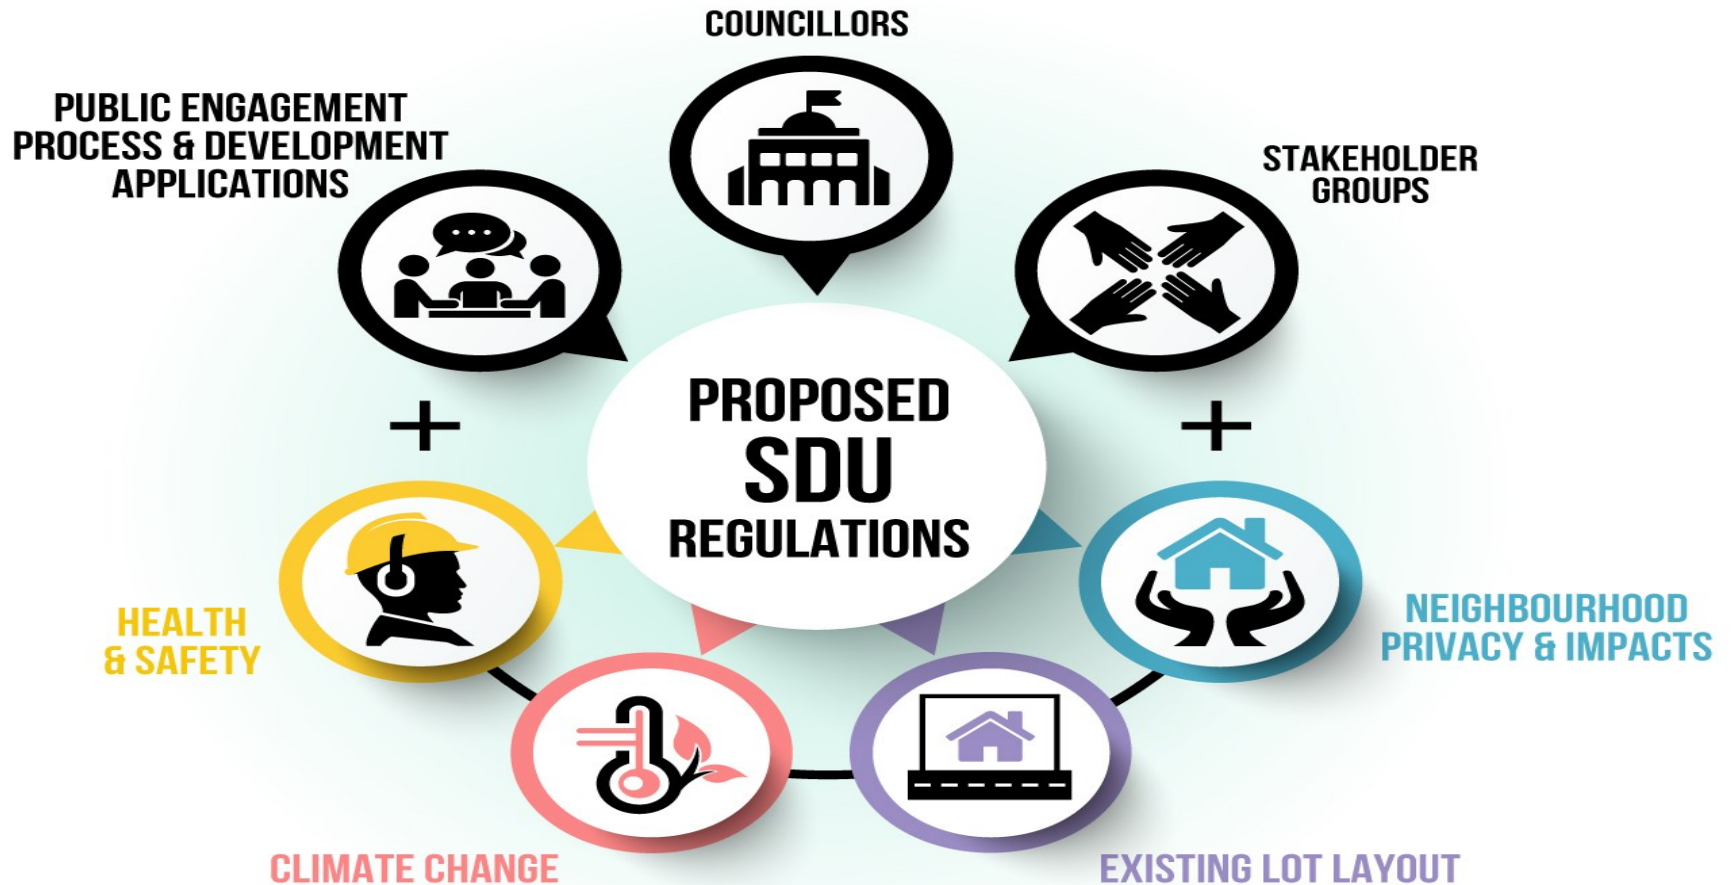 COUNCILLORS
PUBLIC ENGAGEMENT
PROCESS & DEVELOPMENT
APPLICATIONS
STAKEHOLDER
GROUPS
PROPOSED
SDU
REGULATIONS
HEALTH
& SAFETY
NEIGHBOURHOOD
PRIVACY & IMPACTS
CLIMATE CHANGE
EXISTING LOT LAYOUT